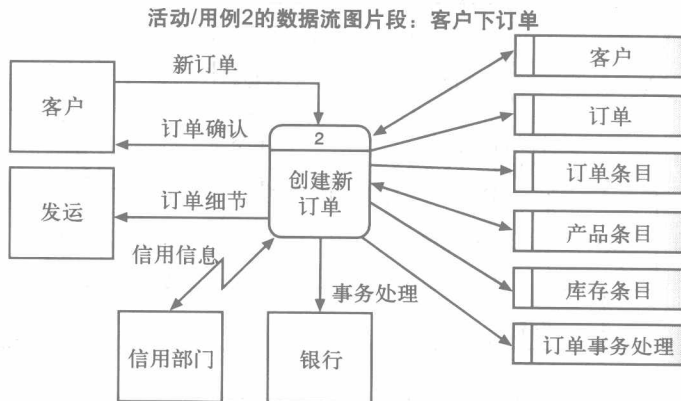 活动/用例2的数据流图片段：客户下订单
客户
新订单
订单确认
发运
订单细节
信用信息
信用部门
2
创建新
订单
事务处理
银行
客户
订单
订单条目
产品条目
库存条目
订单事务处理